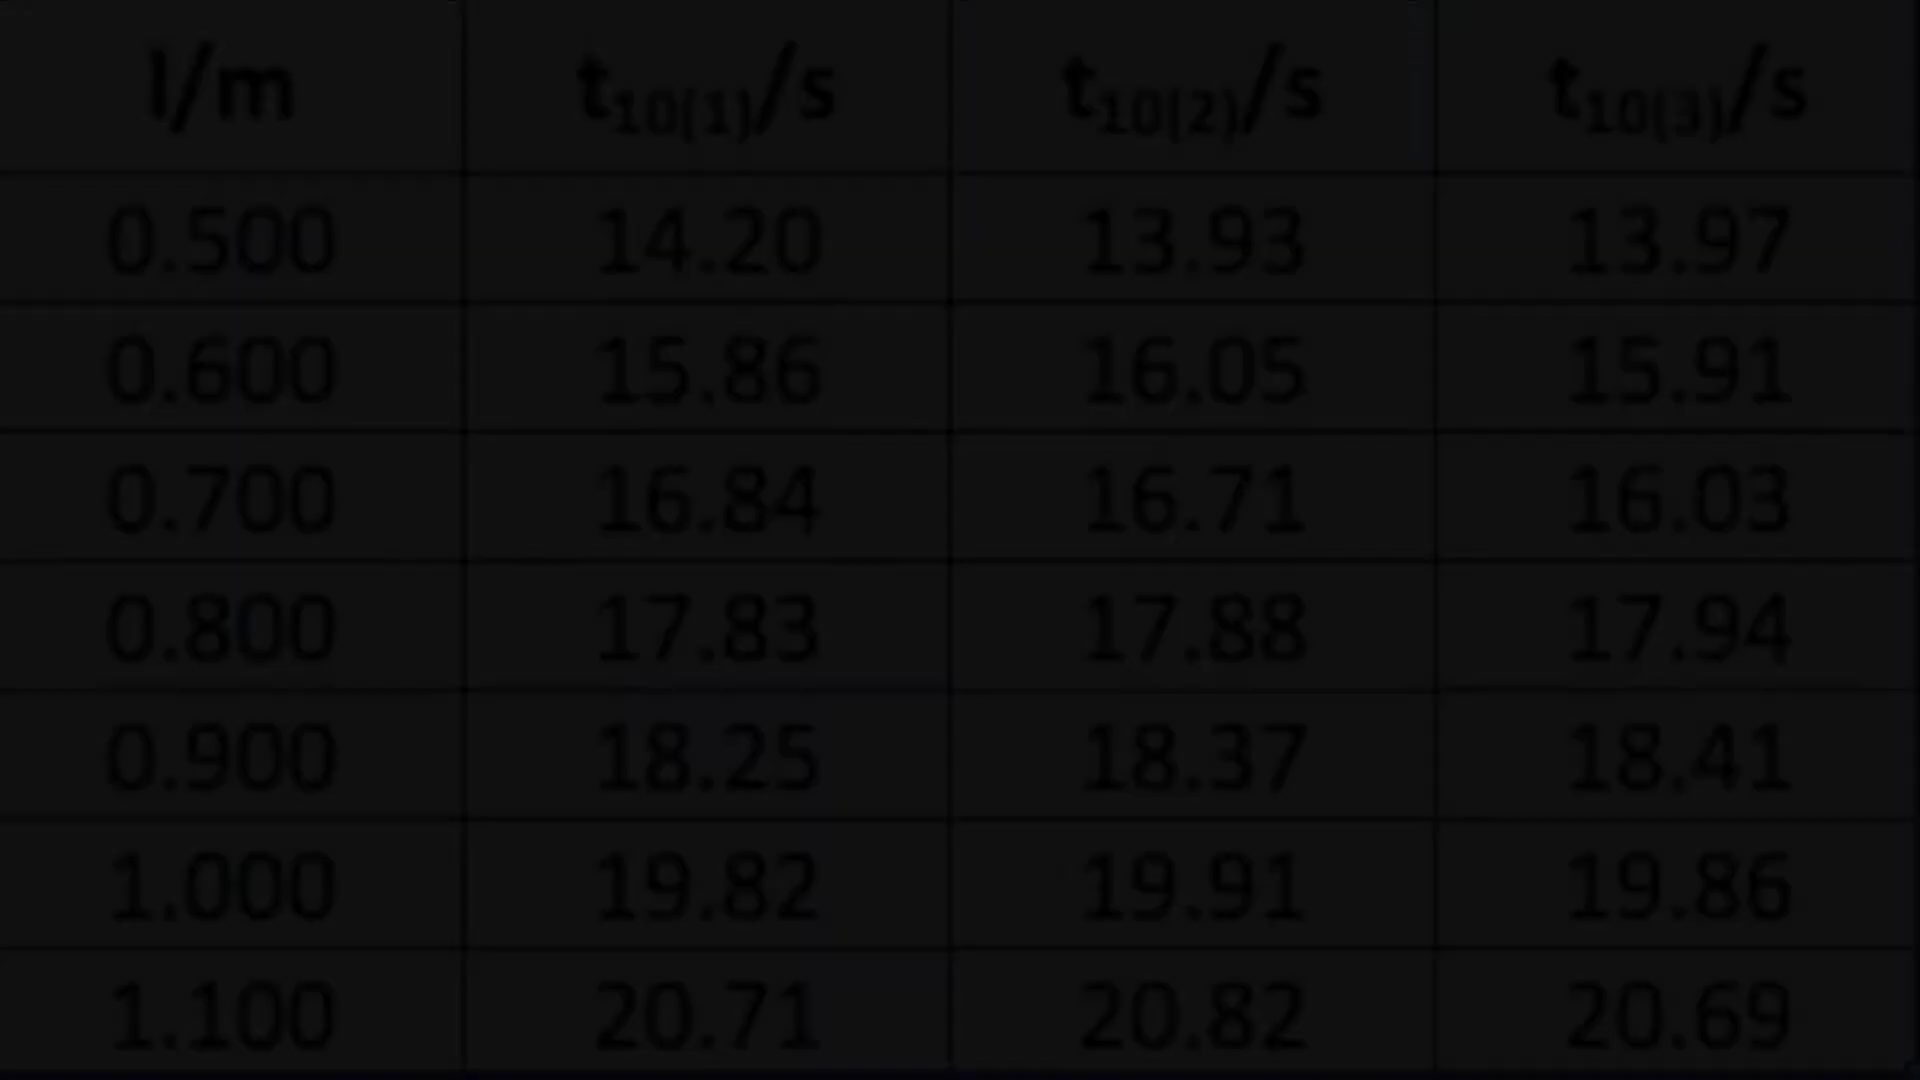 l/m t10(1)/s t10(2)/s t10(3)/s
0.500 14.20 13.93 13.97
0.600 15.86 16.05 15.91
0.700 16.84 16.71 16.03
0.800 17.83 17.88 17.94
0.900 18.25 18.37 18.41
1.000 19.82 19.91 19.86
1.100 20.71 20.82 20.69